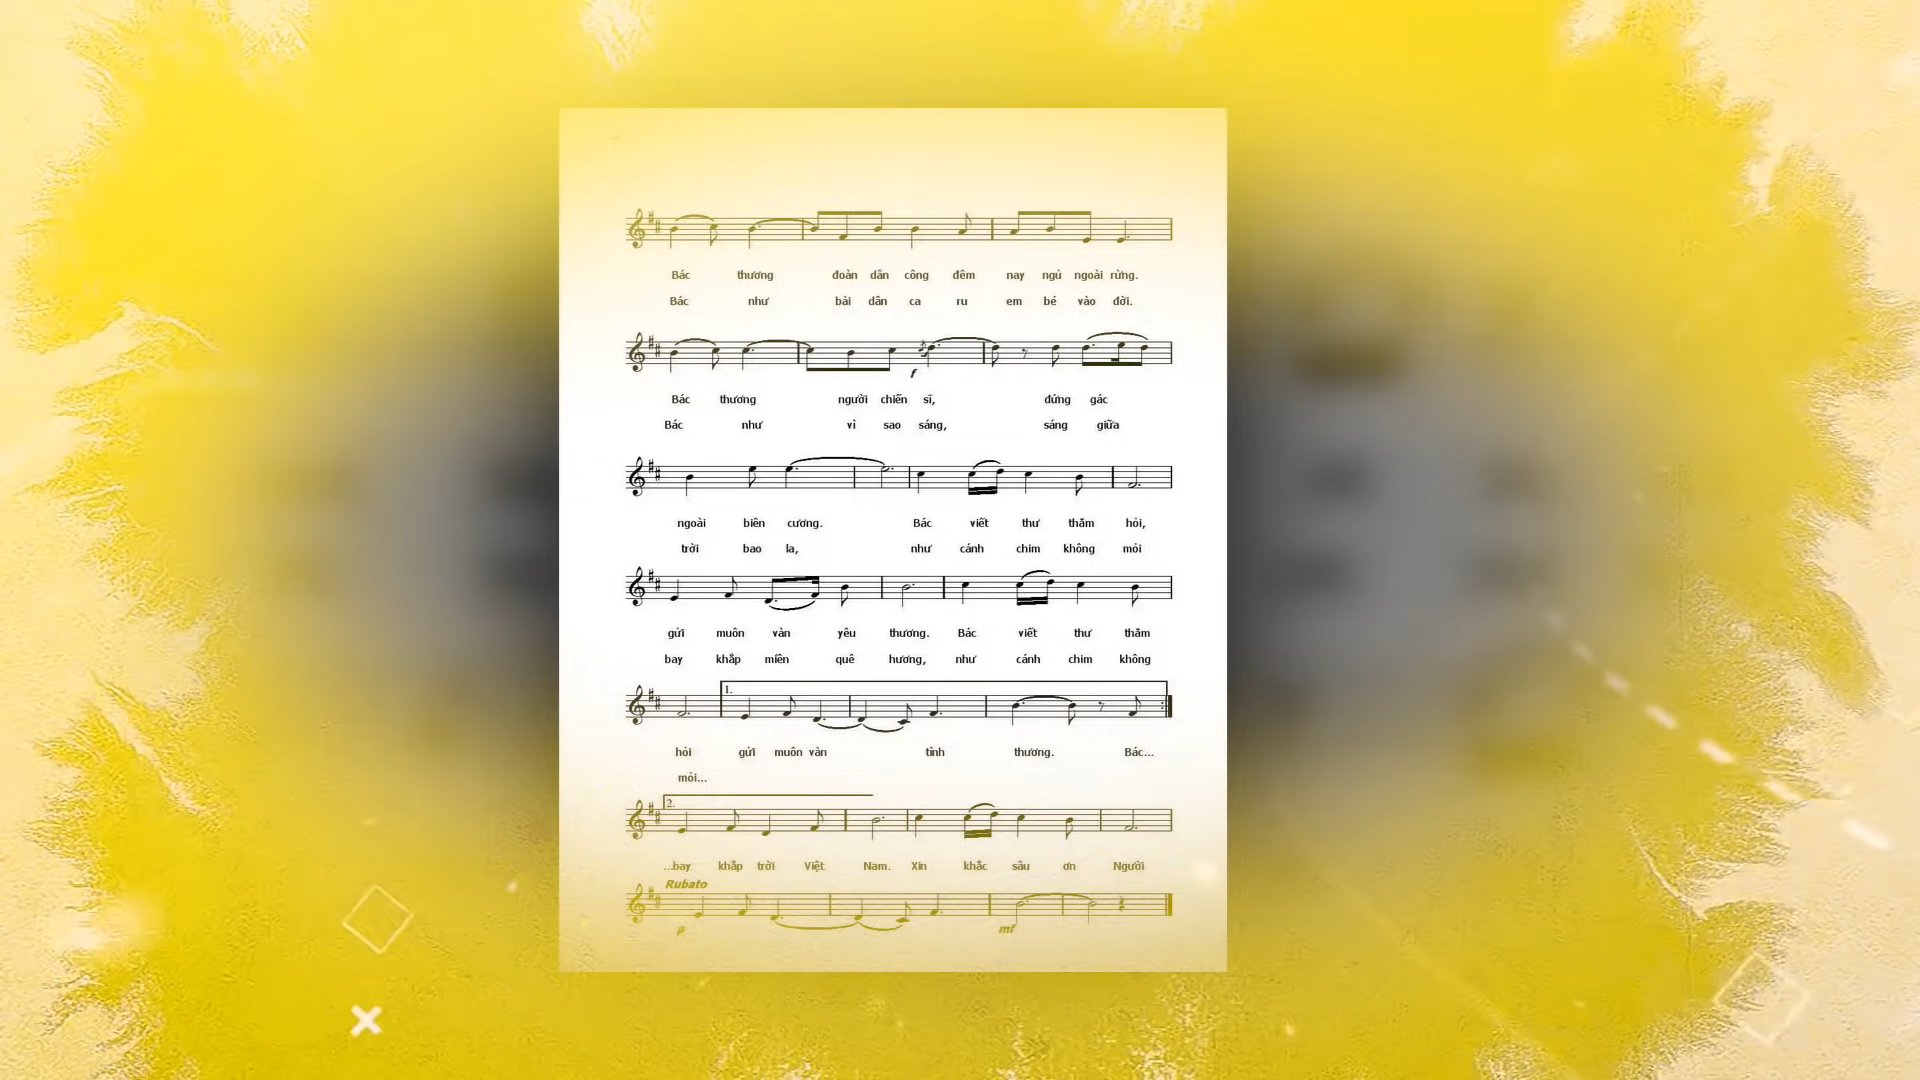 Bác thương đoàn dân công đêm nay ngủ ngoài rừng.
Bác như bài dân ca ru em bé vào đời.
f
Bác thương người chiến sĩ, đứng gác
Bác như vì sao sáng, sáng giữa
ngoài biên cương. Bác viết thư thăm hỏi,
trời bao la, như cánh chim không mỏi
gửi muôn vàn yêu thương. Bác viết thư thăm
bay khắp miền quê hương, như cánh chim không
1.
hỏi gửi muôn vàn tình thương. Bác...
mỏi...
2.
...bay khắp trời Việt Nam. Xin khắc sâu ơn Người
Rubato
p mf